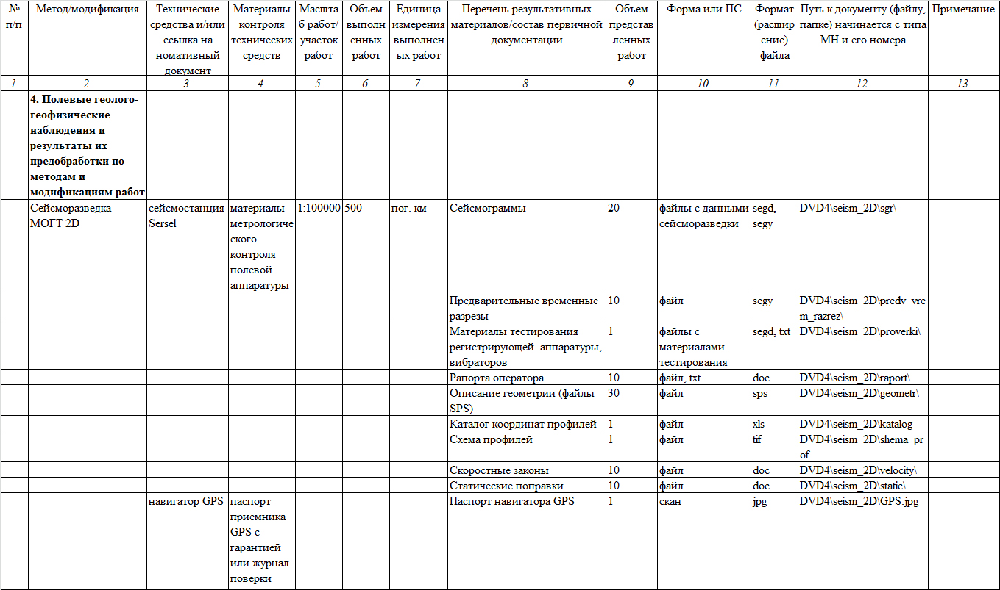 № п/п
Метод/модификация
Технические средства и/или ссылка на номативный документ
Материалы контроля технических средств
Масштаб работ/ участок работ
Объем выполненных работ
Единица измерения выполненных работ
Перечень результативных материалов/состав первичной документации
Объем представленных работ
Форма или ПС
Формат (расширение) файла
Путь к документу (файлу, папке) начинается с типа МН и его номера
Примечание
1 2 3 4 5 6 7 8 9 10 11 12 13
4. Полевые геолого-
геофизические
наблюдения и
результаты их
предобработки по
методам и
модификациям работ
Сейсморазведка
МОГТ 2D
сейсмостанция
Sersel
материалы
метрологиче
ского
контроля
полевой
аппаратуры
1:100000
500
пог. км
Сейсмограммы
20
файлы с данными
сейсморазведки
segd,
segy
DVD4\seism_2D\sgr\
Предварительные временные
разрезы
10
файл
segy
DVD4\seism_2D\predv_vre
m_razrez\
Материалы тестирования
регистрирующей аппаратуры,
вибраторов
1
файлы с
материалами
тестирования
segd, txt
DVD4\seism_2D\proverki\
Рапорта оператора
10
файл, txt
doc
DVD4\seism_2D\raport\
Описание геометрии (файлы
SPS)
30
файл
sps
DVD4\seism_2D\geometr\
Каталог координат профилей
1
файл
xls
DVD4\seism_2D\katalog
Схема профилей
1
файл
tif
DVD4\seism_2D\shema_pr
of
Скоростные законы
10
файл
doc
DVD4\seism_2D\velocity\
Статические поправки
10
файл
doc
DVD4\seism_2D\static\
навигатор GPS
паспорт
приемника
GPS с
гарантией
или журнал
поверки
Паспорт навигатора GPS
1
скан
jpg
DVD4\seism_2D\GPS.jpg